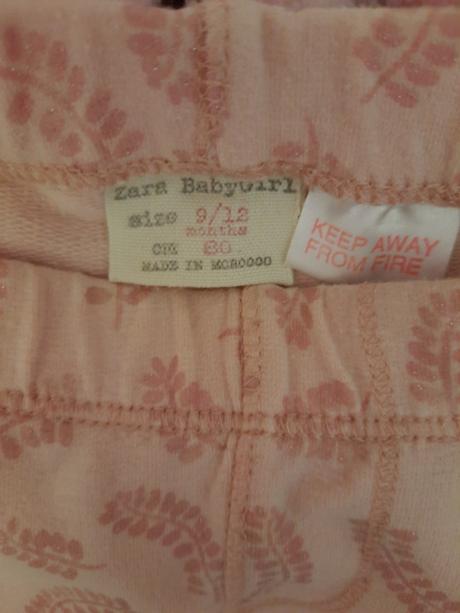 Zara BabyGirl
size 9/12
months
CM 80
MADE IN MOROCCO
KEEP AWAY
FROM FIRE